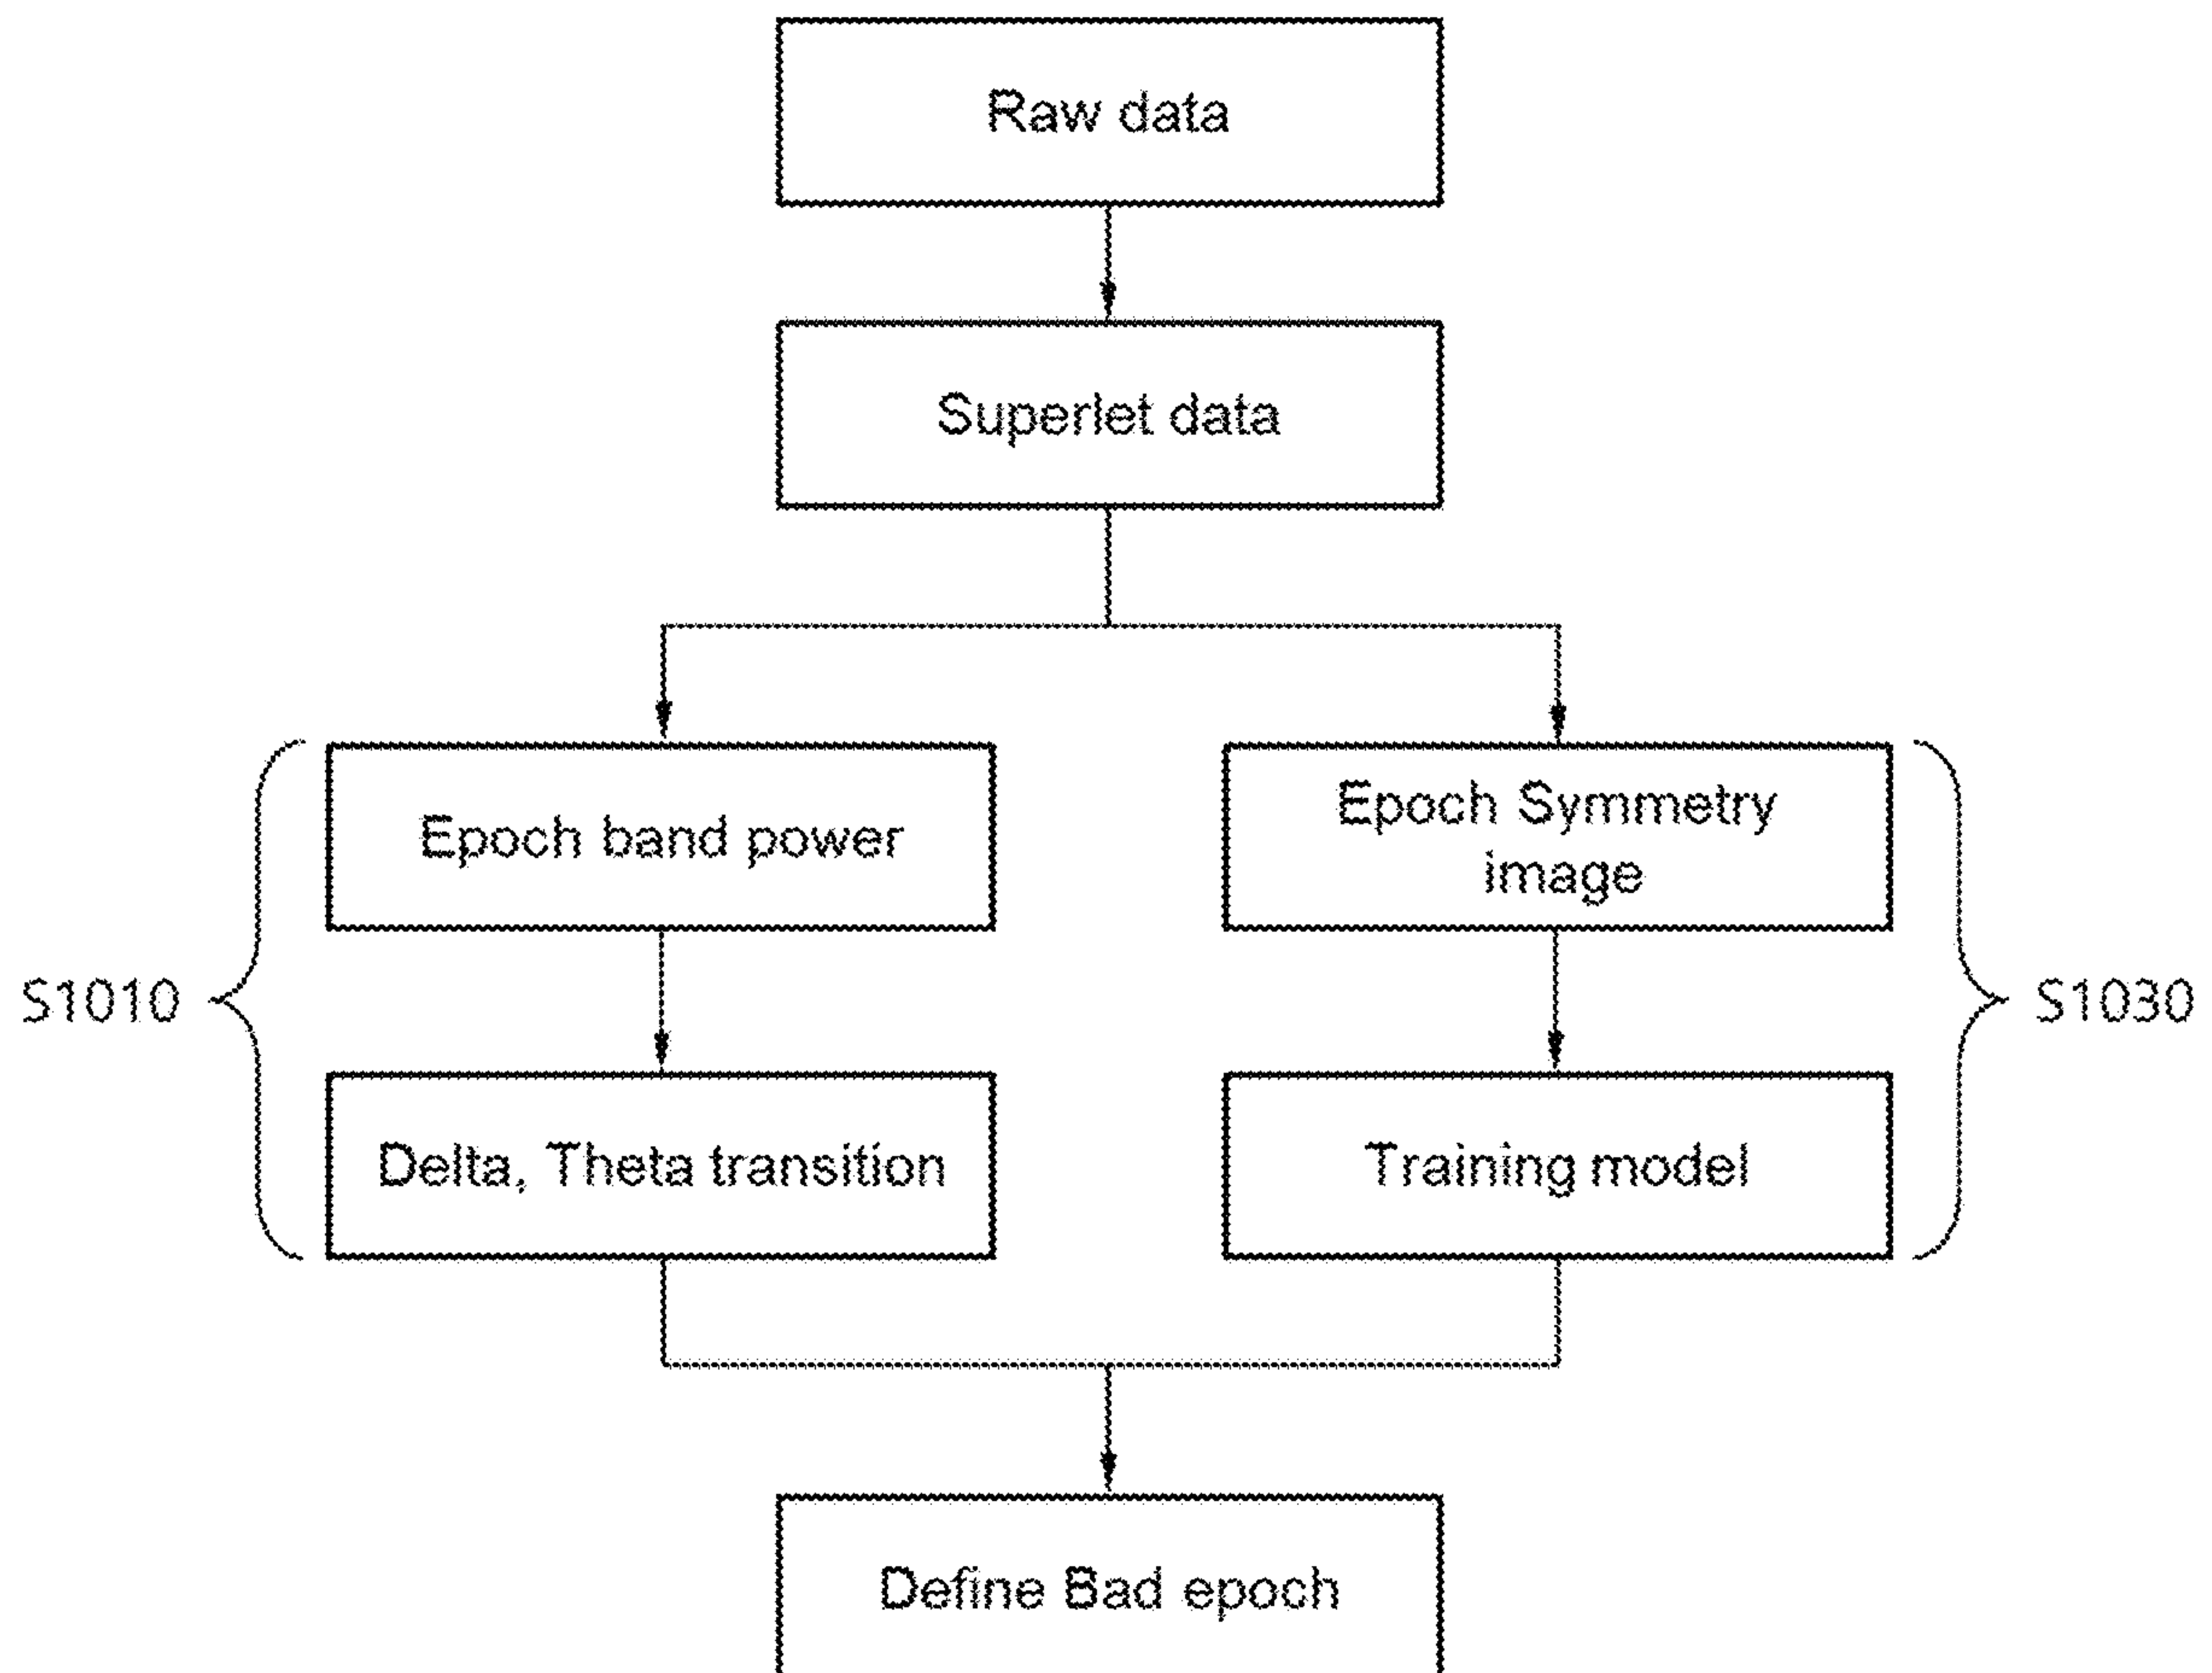 Raw data
Superlet data
Epoch band power
Epoch Symmetry
image
S1010
S1030
Delta, Theta transition
Training model
Define Bad epoch